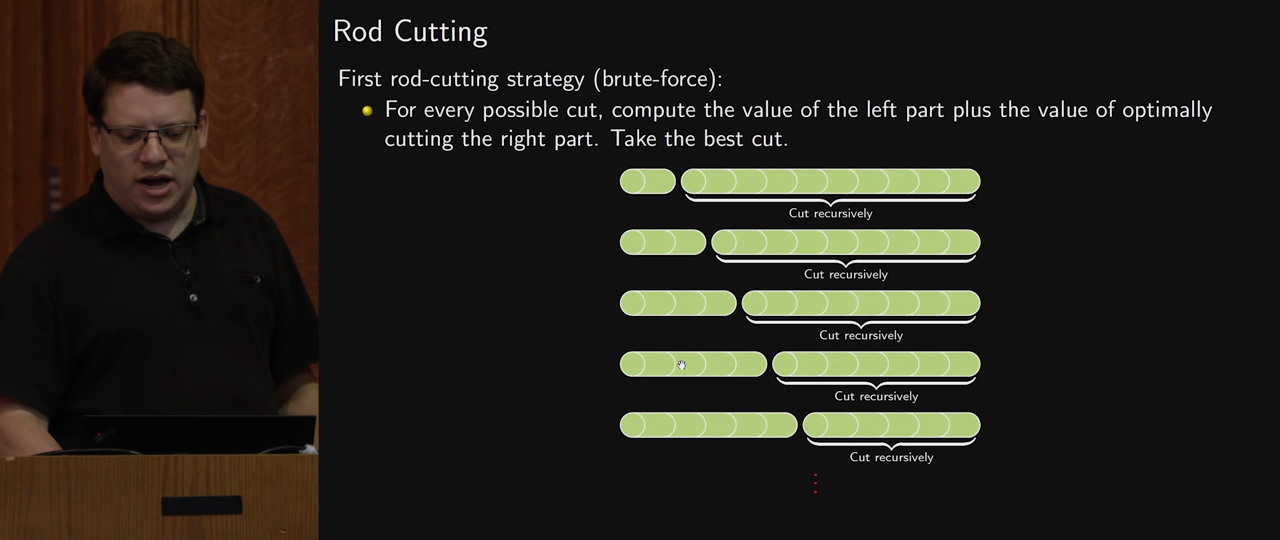 Rod Cutting
First rod-cutting strategy (brute-force):
For every possible cut, compute the value of the left part plus the value of optimally
cutting the right part. Take the best cut.
Cut recursively
Cut recursively
Cut recursively
Cut recursively
Cut recursively